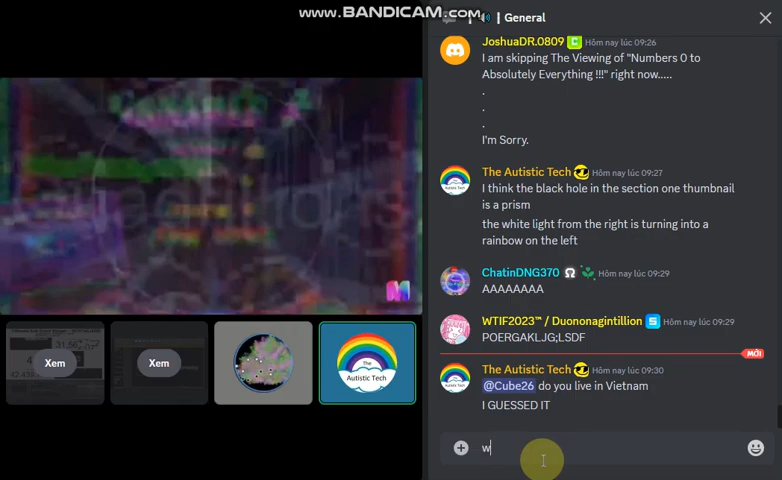 www.BANDICAM.com
| General
JoshuaDR.0809 C Hôm nay lúc 09:26
I am skipping The Viewing of "Numbers 0 to
Absolutely Everything !!!" right now.....
.
.
.
I'm Sorry.
The Autistic Tech Hôm nay lúc 09:27
I think the black hole in the section one thumbnail
is a prism
the white light from the right is turning into a
rainbow on the left
ChatinDNG370 Ω Hôm nay lúc 09:29
AAAAAAAA
WTIF2023™ / Duononagintillion S Hôm nay lúc 09:29
POERGAKLJG;LSDF
MỚI
The Autistic Tech Hôm nay lúc 09:30
@Cube26 do you live in Vietnam
I GUESSED IT
w
Xem
Xem
The
Autistic Tech